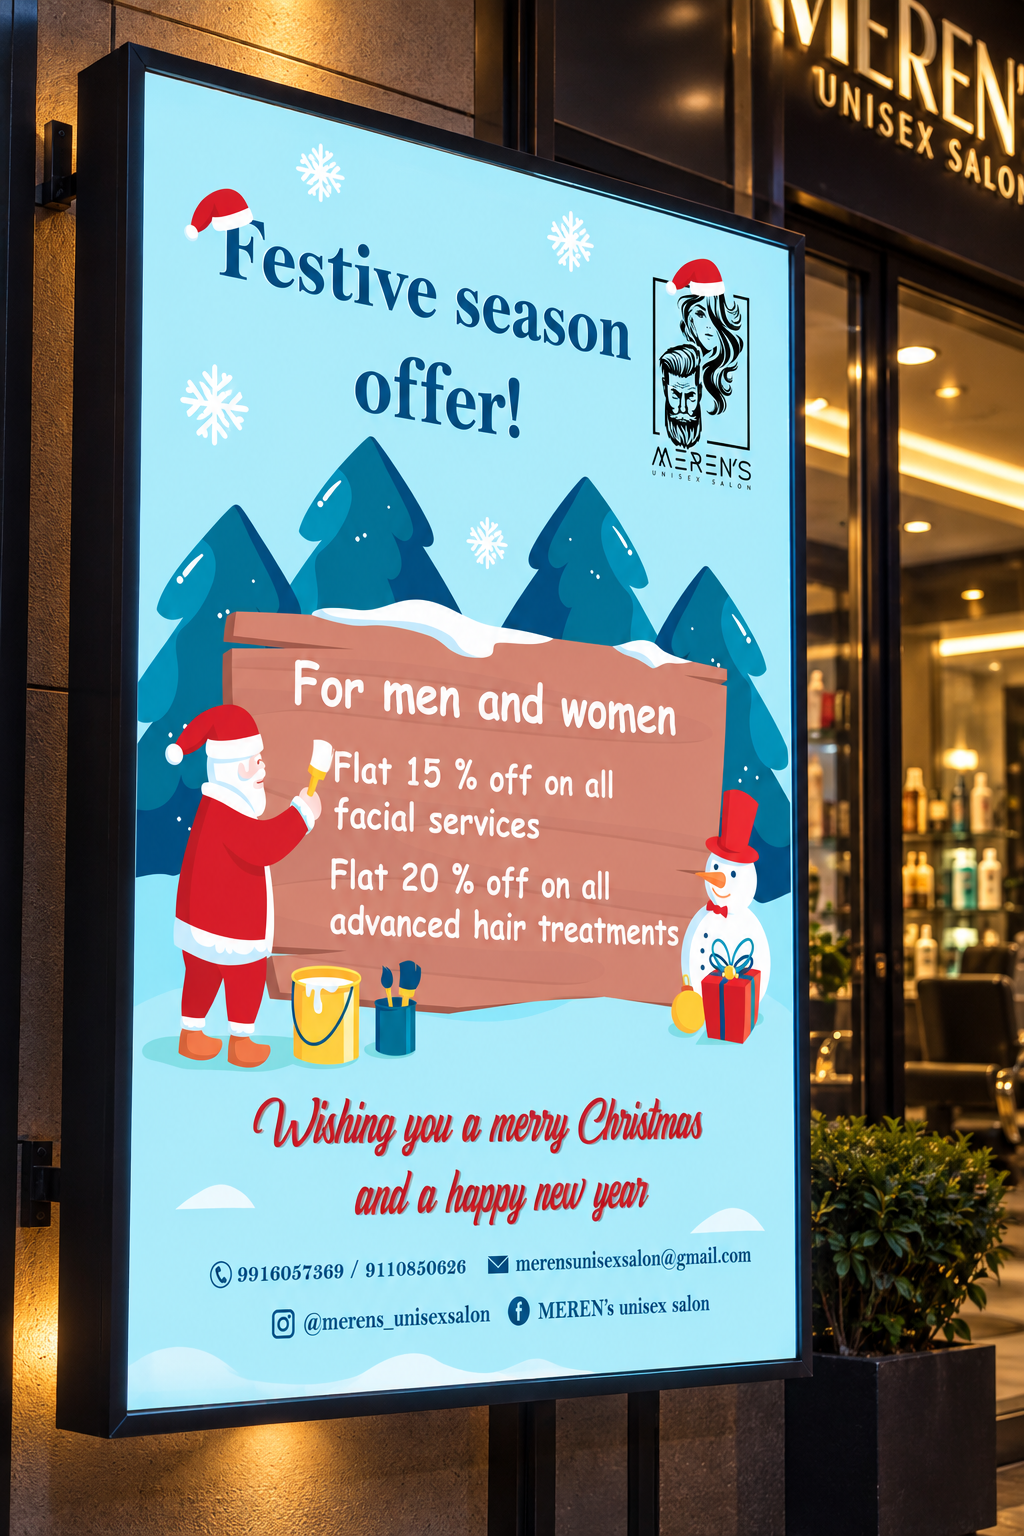 MEREN'S
UNISEX SALON
Festive season
offer!
MEREN'S
UNISEX SALON
For men and women
Flat 15 % off on all
facial services
Flat 20 % off on all
advanced hair treatments
Wishing you a merry Christmas
and a happy new year
9916057369 / 9110850626 merensunisexsalon@gmail.com
@merens_unisexsalon MEREN's unisex salon